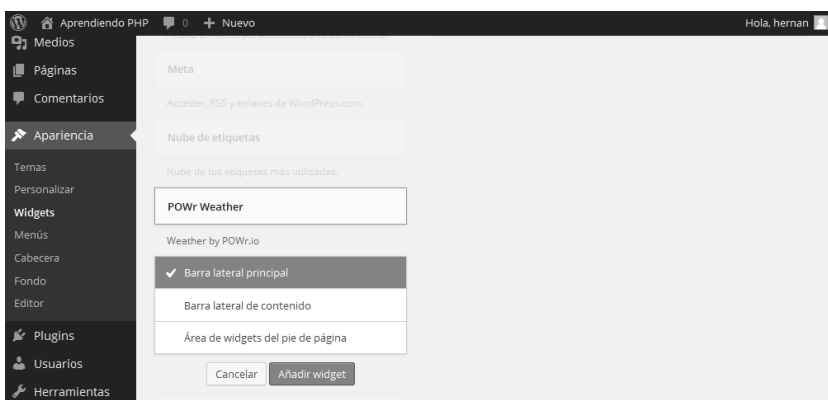 Aprendiendo PHP 0 + Nuevo Hola, hernan
Medios
Páginas
Comentarios
Apariencia
Temas
Personalizar
Widgets
Menús
Cabecera
Fondo
Editor
Plugins
Usuarios
Herramientas
Meta
Acceder, RSS y enlaces de WordPress.com.
Nube de etiquetas
Nube de tus etiquetas más utilizadas.
POWr Weather
Weather by POWr.io
Barra lateral principal
Barra lateral de contenido
Área de widgets del pie de página
Cancelar Añadir widget